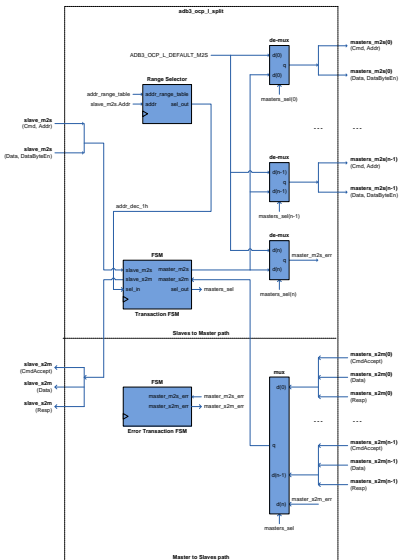 adb3_ocp_l_split
ADB3_OCP_L_DEFAULT_M2S
de-mux
d(0)
q
d(0)
masters_sel(0)
masters_m2s(0)
(Cmd, Addr)
masters_m2s(0)
(Data, DataByteEn)
Range Selector
addr_range_table
addr_range_table
slave_m2s.Addr
addr
sel_out
slave_m2s
(Cmd, Addr)
slave_m2s
(Data, DataByteEn)
---
---
de-mux
d(n-1)
q
d(n-1)
masters_sel(n-1)
masters_m2s(n-1)
(Cmd, Addr)
masters_m2s(n-1)
(Data, DataByteEn)
addr_dec_1h
de-mux
d(n)
q
d(n)
master_m2s_err
masters_sel(n)
FSM
slave_m2s
master_m2s
slave_s2m
master_s2m
sel_in
sel_out
masters_sel
Transaction FSM
Slaves to Master path
slave_s2m
(CmdAccept)
slave_s2m
(Data)
slave_s2m
(Resp)
FSM
master_m2s_err
master_m2s_err
master_s2m_err
master_s2m_err
Error Transaction FSM
mux
d(0)
q
d(n-1)
d(n)
masters_sel
masters_s2m(0)
(CmdAccept)
masters_s2m(0)
(Data)
masters_s2m(0)
(Resp)
---
---
masters_s2m(n-1)
(CmdAccept)
masters_s2m(n-1)
(Data)
masters_s2m(n-1)
(Resp)
master_s2m_err
Master to Slaves path